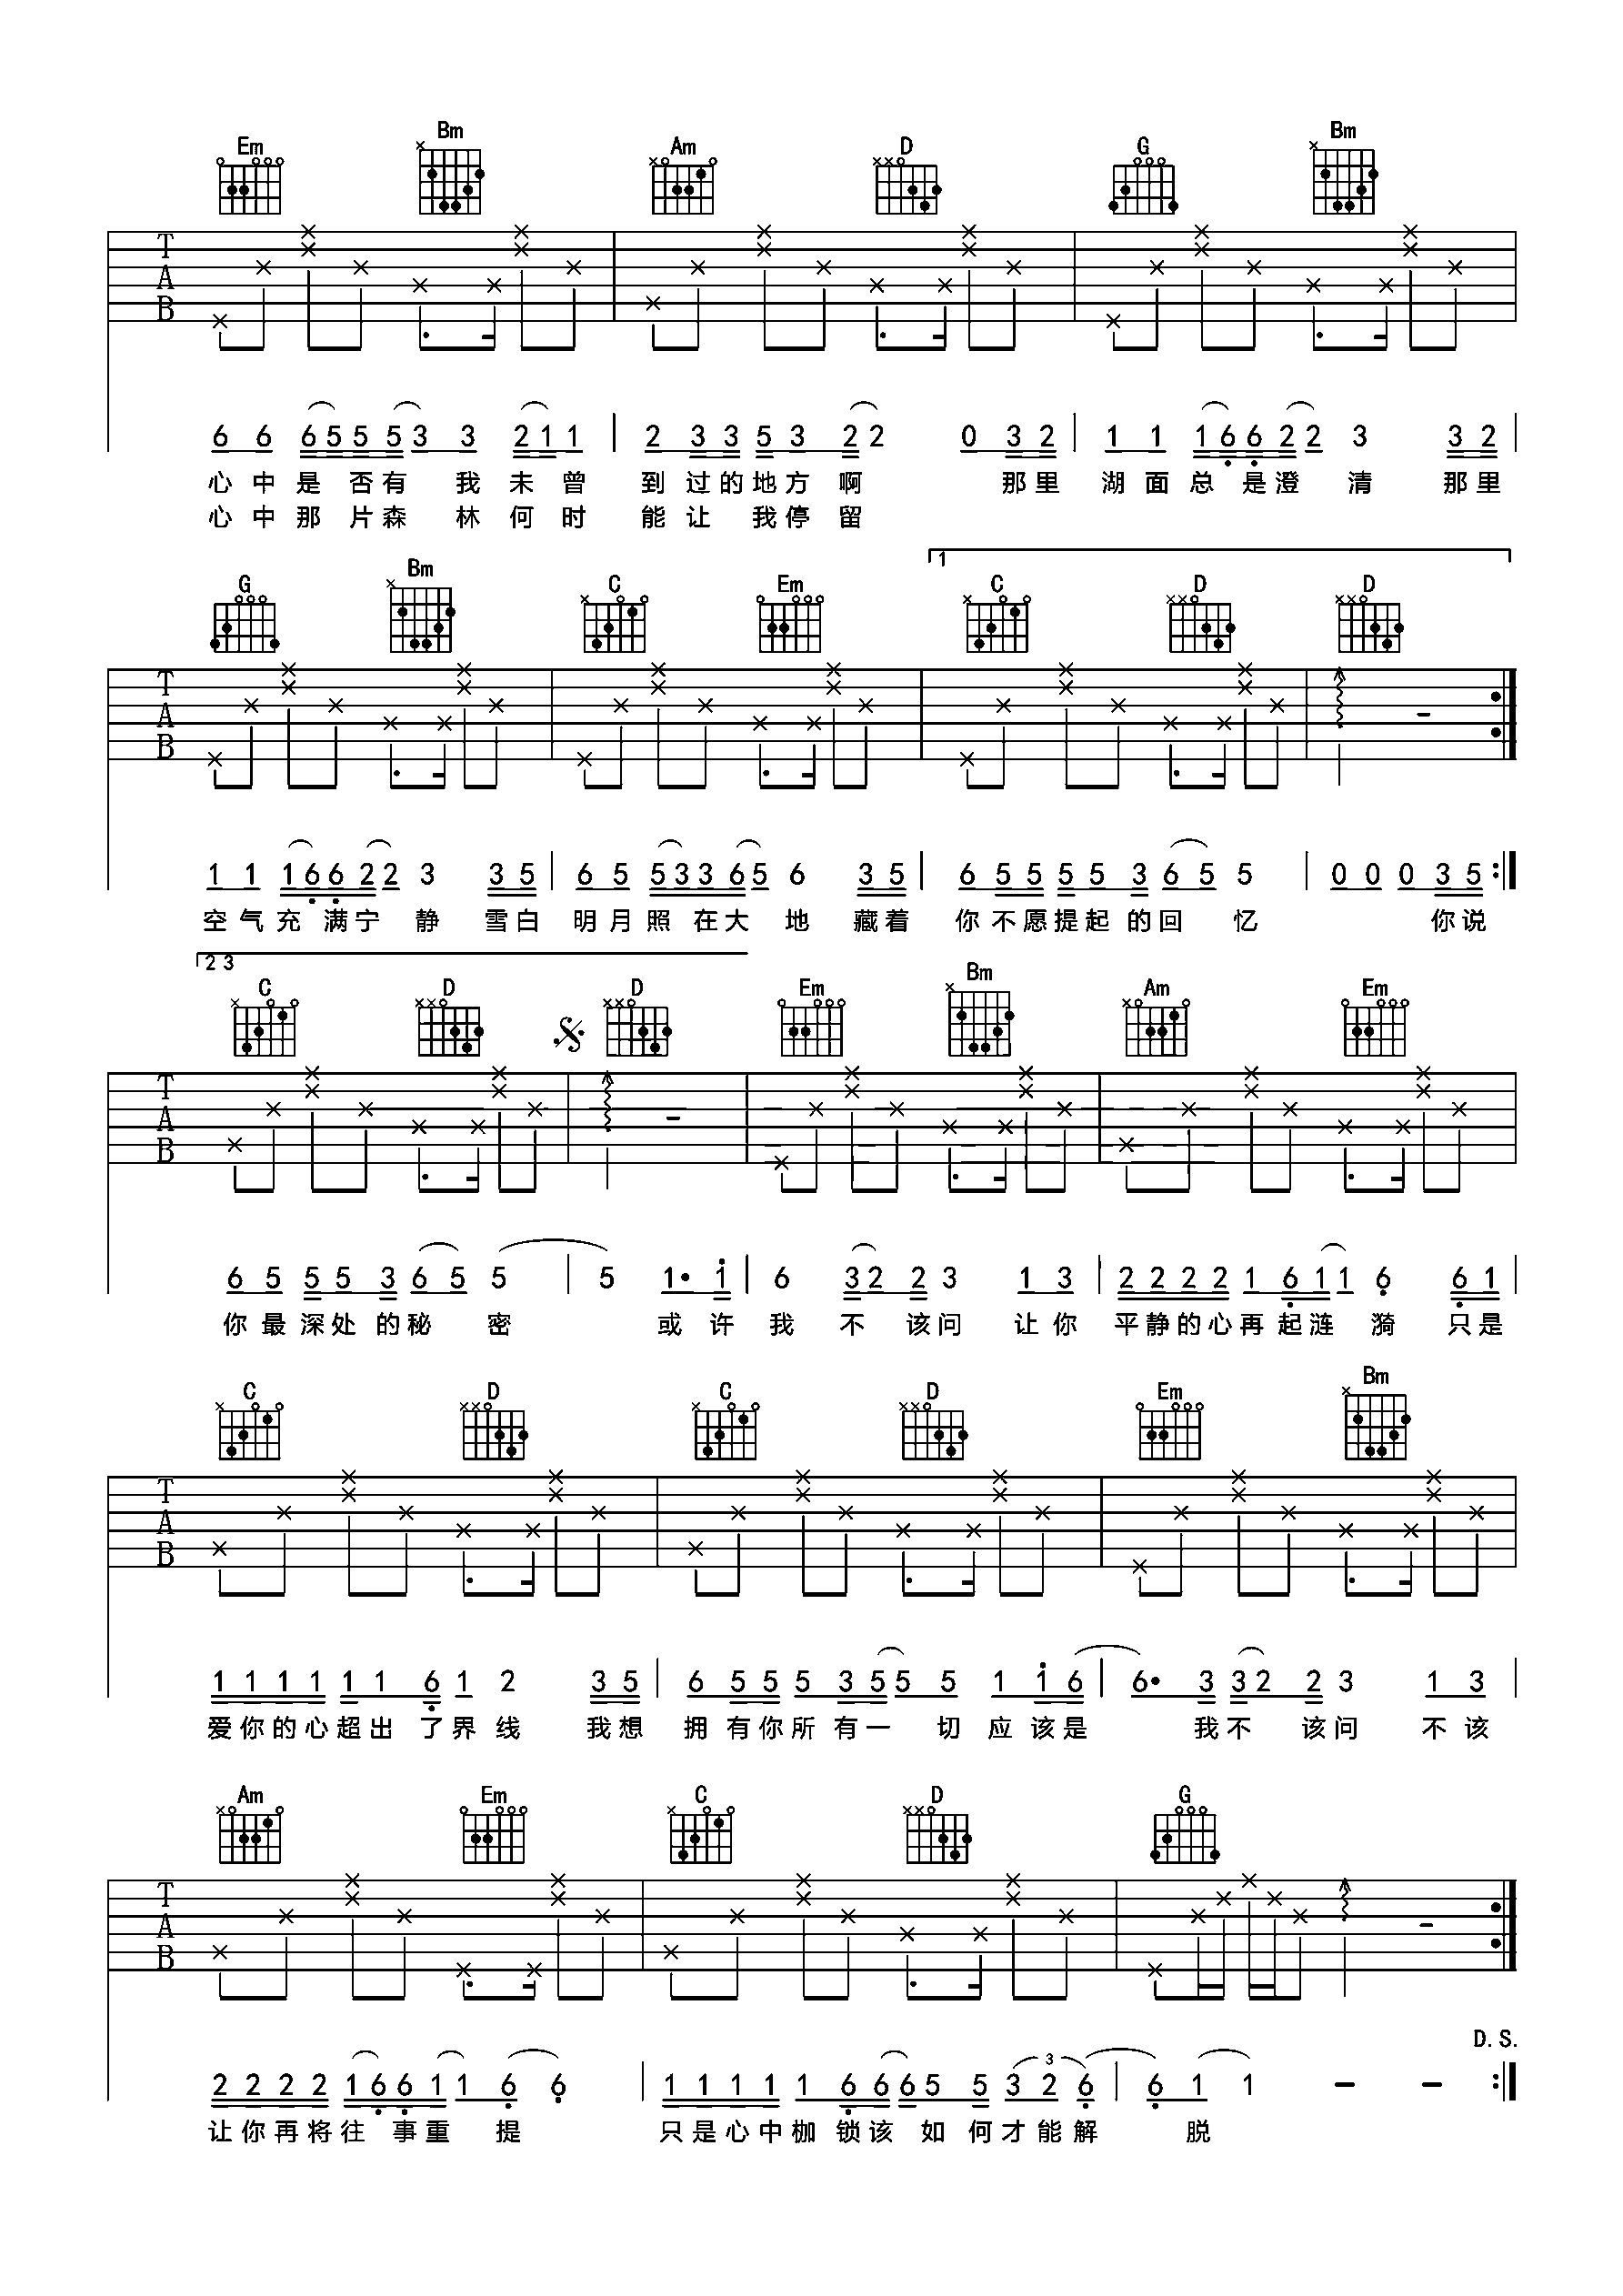 Em Bm Am D G Bm
T A B
6 6 6 5 5 5 3 3 2 1 1 | 2 3 3 5 3 2 2 0 3 2 | 1 1 1 6 6 2 2 3 3 2 |
心中是否有我未曾到过的地方啊 那里湖面总是澄清那里
心中那片森林何时能让我停留
1
G Bm C Em C D D
T A B
1 1 1 6 6 2 2 3 3 5 | 6 5 5 3 3 6 5 6 3 5 | 6 5 5 5 5 3 6 5 5 | 0 0 0 3 5 :|
空气充满宁静雪白明月照在大地藏着你不愿提起的回忆 你说
2 3
C D D Em Bm Am Em
T A B
6 5 5 5 3 6 5 5 | 5 1· 1 | 6 3 2 2 3 1 3 | 2 2 2 2 1 6 1 1 6 6 1 |
你最深处的秘密 或许我不该问让你平静的心再起涟漪只是
C D C D Em Bm
T A B
1 1 1 1 1 1 6 1 2 3 5 | 6 5 5 5 3 5 5 5 1 1 6 | 6· 3 3 2 2 3 1 3 |
爱你的心超出了界线我想拥有你所有一切应该是 我不该问不该
Am Em C D G
T A B
D.S.
3
2 2 2 2 1 6 6 1 1 6 6 | 1 1 1 1 1 6 6 6 5 5 3 2 6 | 6 1 1 – – :|
让你再将往事重提 只是心中枷锁该如何才能解脱